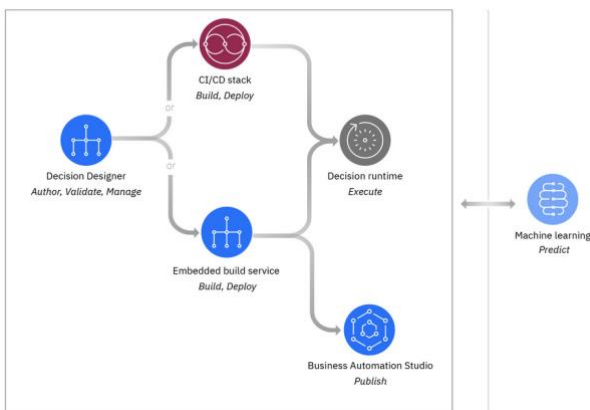 CI/CD stack
Build, Deploy
or
Decision Designer
Author, Validate, Manage
or
Decision runtime
Execute
Machine learning
Predict
Embedded build service
Build, Deploy
Business Automation Studio
Publish